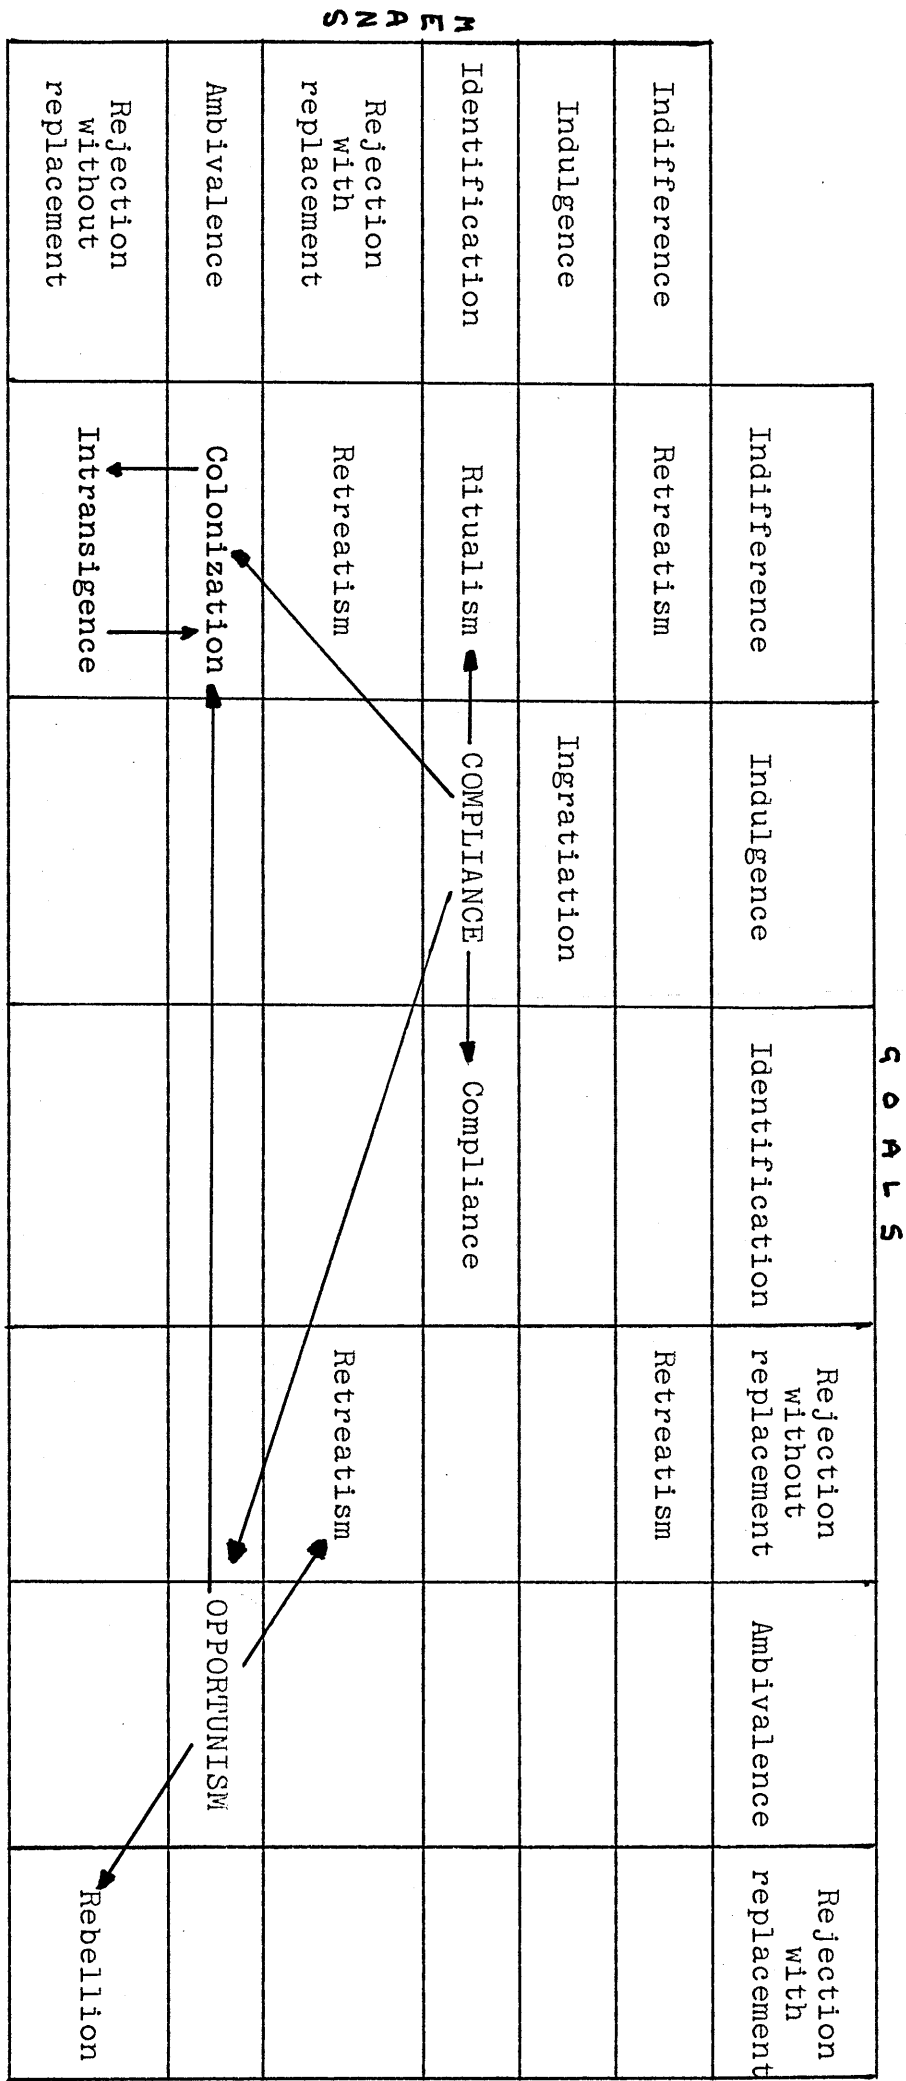 GOALS
Indifference
Indulgence
Identification
Rejection
without
replacement
Ambivalence
Rejection
with
replacement
MEANS
Indifference
Retreatism
Retreatism
Indulgence
Ingratiation
Identification
Ritualism
COMPLIANCE
Compliance
Rejection
with
replacement
Retreatism
Retreatism
Ambivalence
Colonization
OPPORTUNISM
Rejection
without
replacement
Intransigence
Rebellion